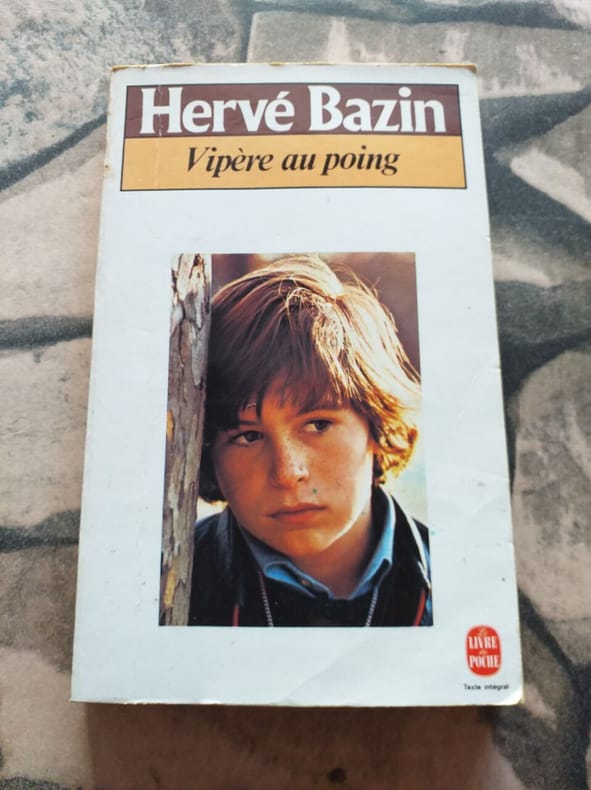 Hervé Bazin
Vipère au poing
Le
LIVRE
de
POCHE
Texte intégral